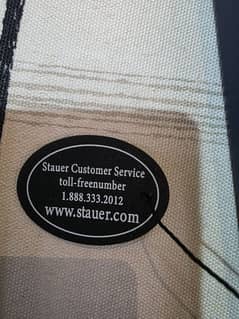 Stauer Customer Service
toll-freenumber
1.888.333.2012
www.stauer.com